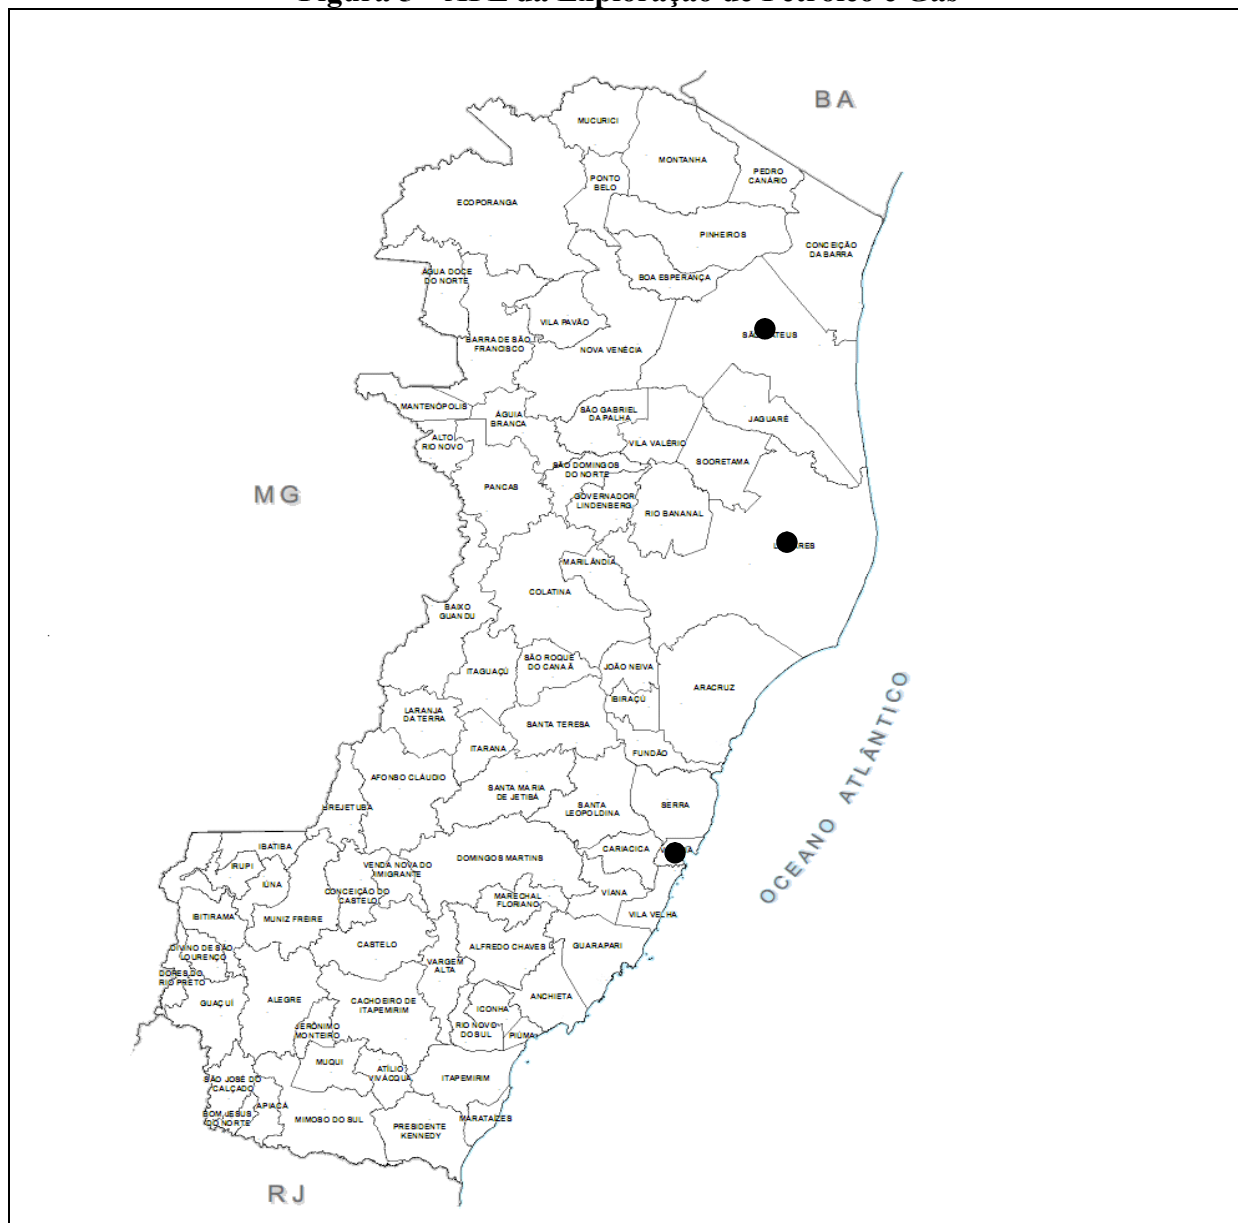 BA
MUCURICI
MONTANHA
PEDRO
CANÁRIO
PONTO
BELO
ECOPORANGA
PINHEIROS
CONCEIÇÃO
DA BARRA
ÁGUA DOCE
DO NORTE
BOA ESPERANÇA
VILA PAVÃO
BARRA DE SÃO
FRANCISCO
NOVA VENÉCIA
MANTENÓPOLIS
ÁGUIA
BRANCA
SÃO GABRIEL
DA PALHA
JAGUARÉ
ALTO
RIO NOVO
VILA VALÉRIO
SOORETAMA
SÃO DOMINGOS
DO NORTE
PANCAS
MG
GOVERNADOR
LINDENBERG
RIO BANANAL
MARILÂNDIA
COLATINA
BAIXO
GUANDU
ITAGUAÇÚ
SÃO ROQUE
DO CANAÃ
JOÃO NEIVA
ARACRUZ
IBIRAÇÚ
LARANJA
DA TERRA
SANTA TERESA
ITARANA
FUNDÃO
OCEANO ATLÂNTICO
AFONSO CLÁUDIO
SANTA MARIA
DE JETIBÁ
SANTA
LEOPOLDINA
SERRA
BREJETUBA
IBATIBA
CARIACICA
DOMINGOS MARTINS
IRUPI
VENDA NOVA DO
IMIGRANTE
IÚNA
CONCEIÇÃO DO
CASTELO
VIANA
MARECHAL
FLORIANO
IBITIRAMA
MUNIZ FREIRE
VILA VELHA
CASTELO
ALFREDO CHAVES
GUARAPARI
DIVINO DE SÃO
LOURENÇO
VARGEM
ALTA
DORES DO
RIO PRETO
GUAÇUÍ
ALEGRE
CACHOEIRO DE
ITAPEMIRIM
ICONHA
ANCHIETA
JERÔNIMO
MONTEIRO
RIO NOVO
DO SUL
PIÚMA
MUQUI
ATÍLIO
VIVÁCQUA
ITAPEMIRIM
SÃO JOSÉ DO
CALÇADO
APIACÁ
BOM JESUS
DO NORTE
MIMOSO DO SUL
PRESIDENTE
KENNEDY
MARATAÍZES
RJ